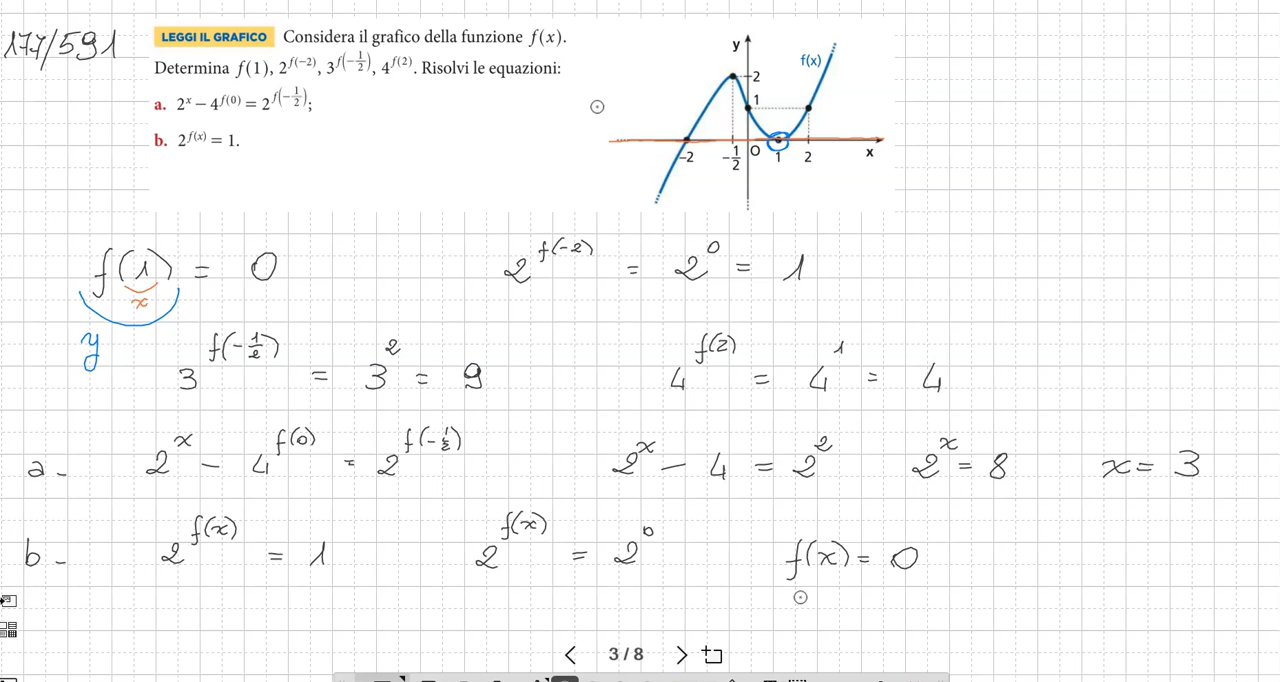 177/591
LEGGI IL GRAFICO Considera il grafico della funzione f(x).
Determina f(1), 2^{f(−2)}, 3^{f(−1/2)}, 4^{f(2)}. Risolvi le equazioni:
a. 2^x − 4^{f(0)} = 2^{f(−1/2)};
b. 2^{f(x)} = 1.
y
f(x)
2
1
−2
−1/2
O
1
2
x
f(1) = 0
x
y
2^{f(-2)} = 2^0 = 1
3^{f(-1/2)} = 3^2 = 9
4^{f(2)} = 4^1 = 4
a - 2^x - 4^{f(0)} = 2^{f(-1/2)} 2^x - 4 = 2^2 2^x = 8 x = 3
b - 2^{f(x)} = 1 2^{f(x)} = 2^0 f(x) = 0
3 / 8